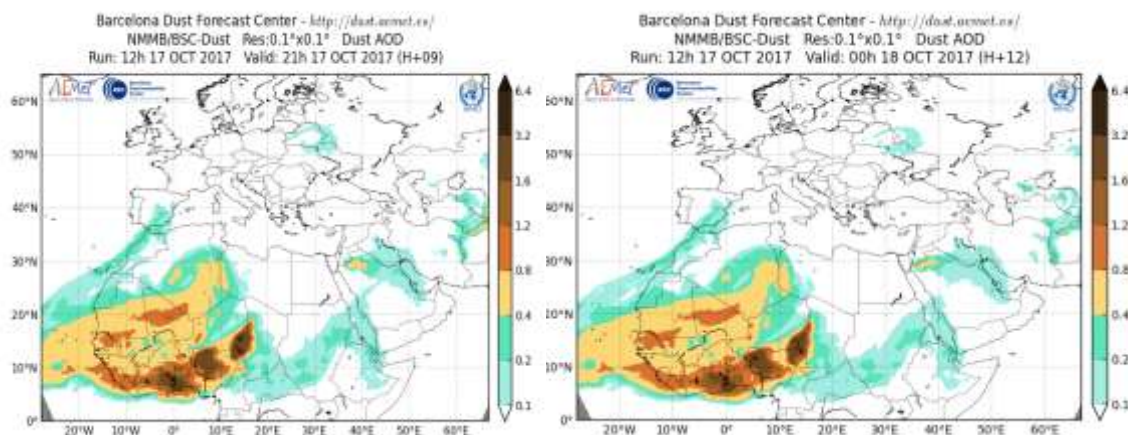 Barcelona Dust Forecast Center - http://dust.aemet.es/
NMMB/BSC-Dust Res:0.1°x0.1° Dust AOD
Run: 12h 17 OCT 2017 Valid: 21h 17 OCT 2017 (H+09)
AEMet
60°N
50°N
40°N
30°N
20°N
10°N
0°
20°W 10°W 0° 10°E 20°E 30°E 40°E 50°E 60°E
6.4
3.2
1.6
1.2
0.8
0.4
0.2
0.1
Barcelona Dust Forecast Center - http://dust.aemet.es/
NMMB/BSC-Dust Res:0.1°x0.1° Dust AOD
Run: 12h 17 OCT 2017 Valid: 00h 18 OCT 2017 (H+12)
AEMet
60°N
50°N
40°N
30°N
20°N
10°N
0°
20°W 10°W 0° 10°E 20°E 30°E 40°E 50°E 60°E
6.4
3.2
1.6
1.2
0.8
0.4
0.2
0.1